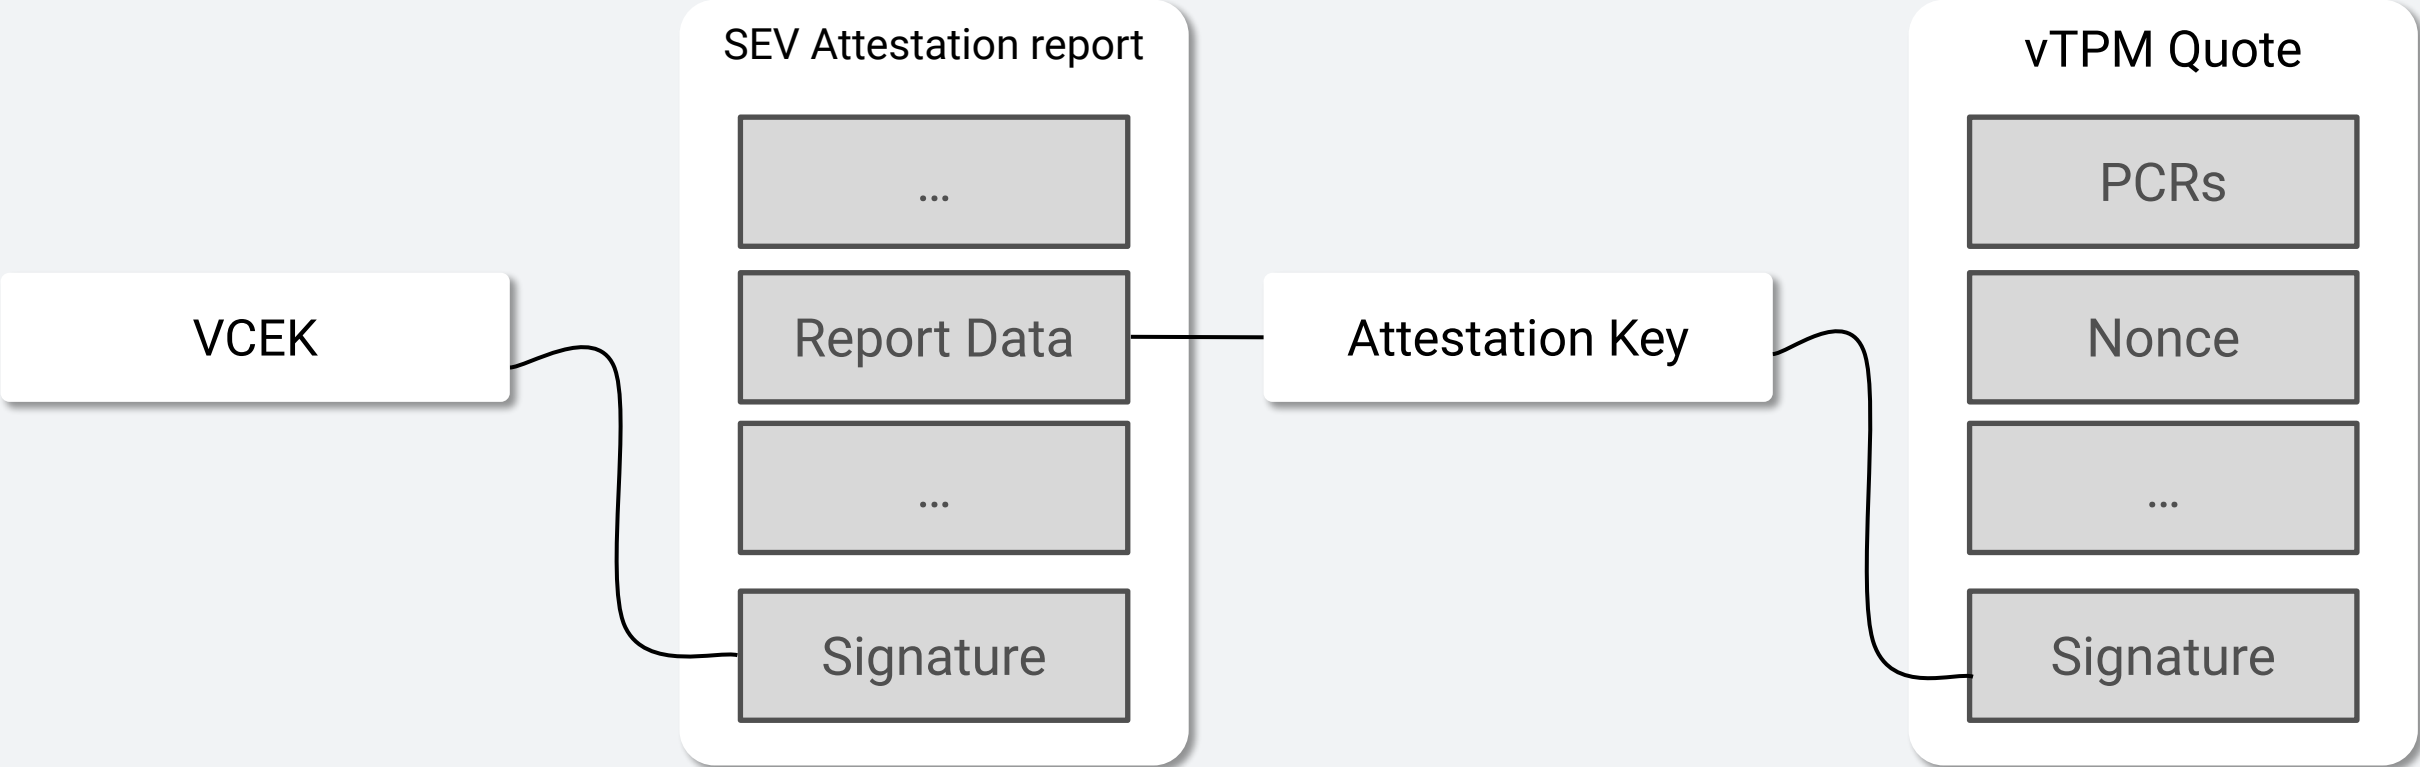 SEV Attestation report
...
Report Data
...
Signature
VCEK
Attestation Key
vTPM Quote
PCRs
Nonce
...
Signature